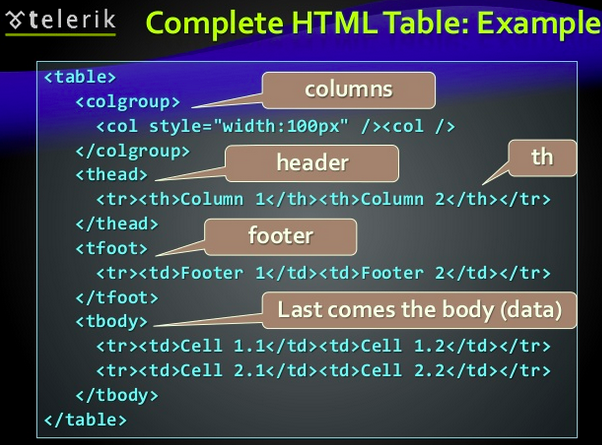 telerik
Complete HTML Table: Example
<table>
<colgroup>
columns
<col style="width:100px" /><col />
</colgroup>
<thead>
header
th
<tr><th>Column 1</th><th>Column 2</th></tr>
</thead>
<tfoot>
footer
<tr><td>Footer 1</td><td>Footer 2</td></tr>
</tfoot>
<tbody>
Last comes the body (data)
<tr><td>Cell 1.1</td><td>Cell 1.2</td></tr>
<tr><td>Cell 2.1</td><td>Cell 2.2</td></tr>
</tbody>
</table>